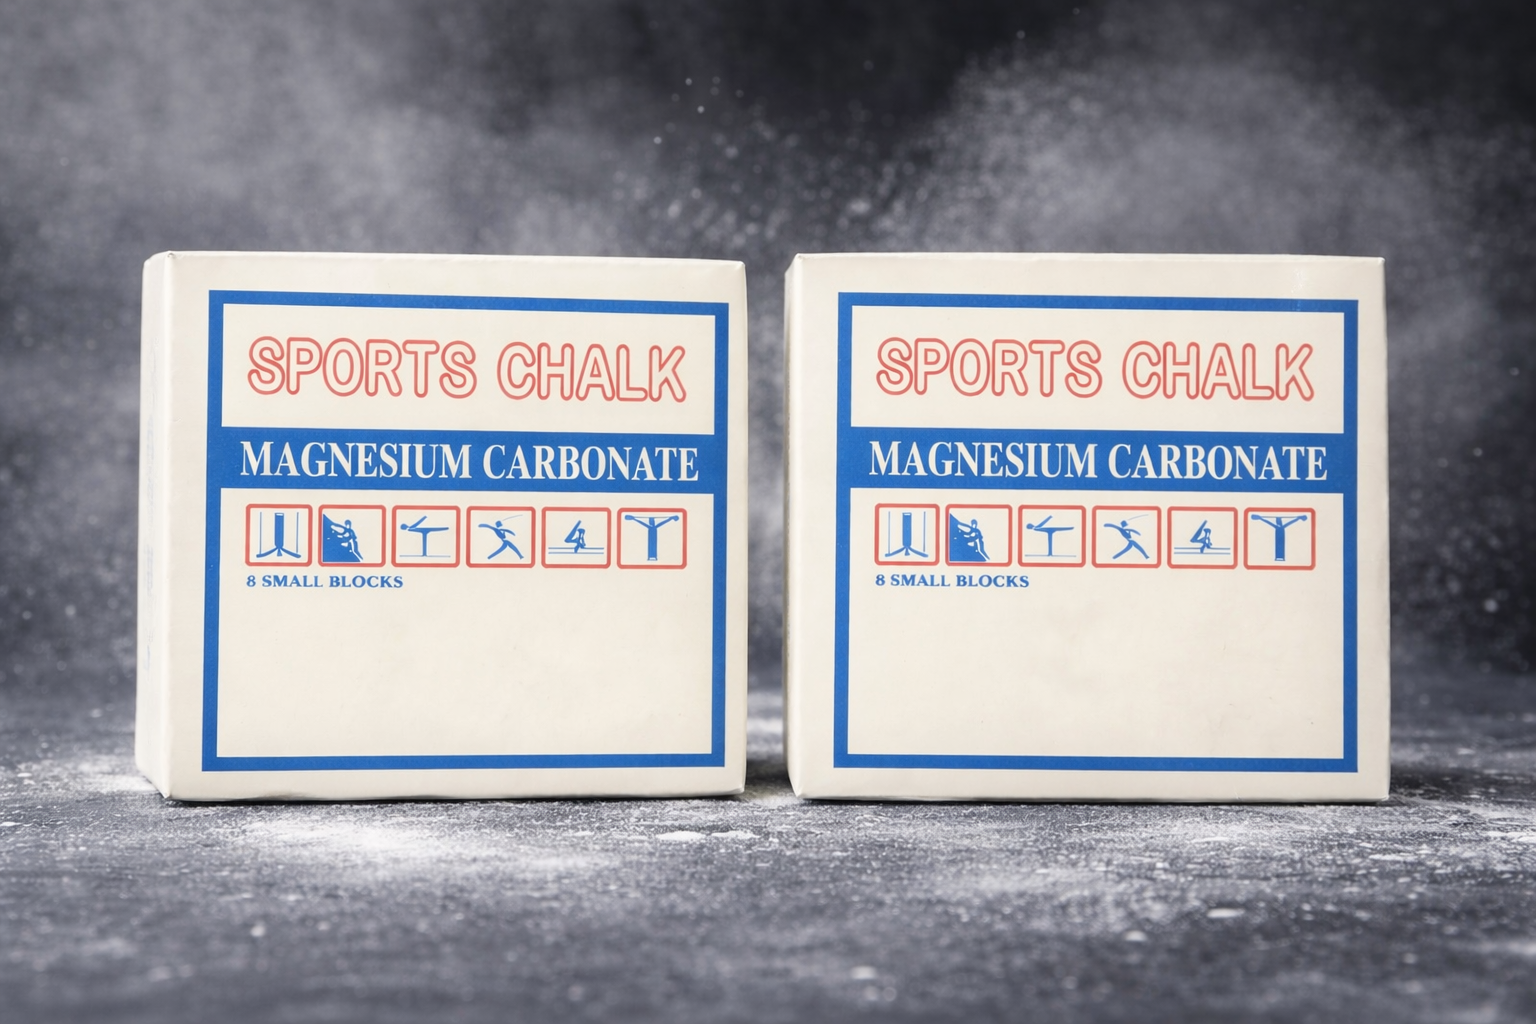 SPORTS CHALK
MAGNESIUM CARBONATE
8 SMALL BLOCKS
SPORTS CHALK
MAGNESIUM CARBONATE
8 SMALL BLOCKS